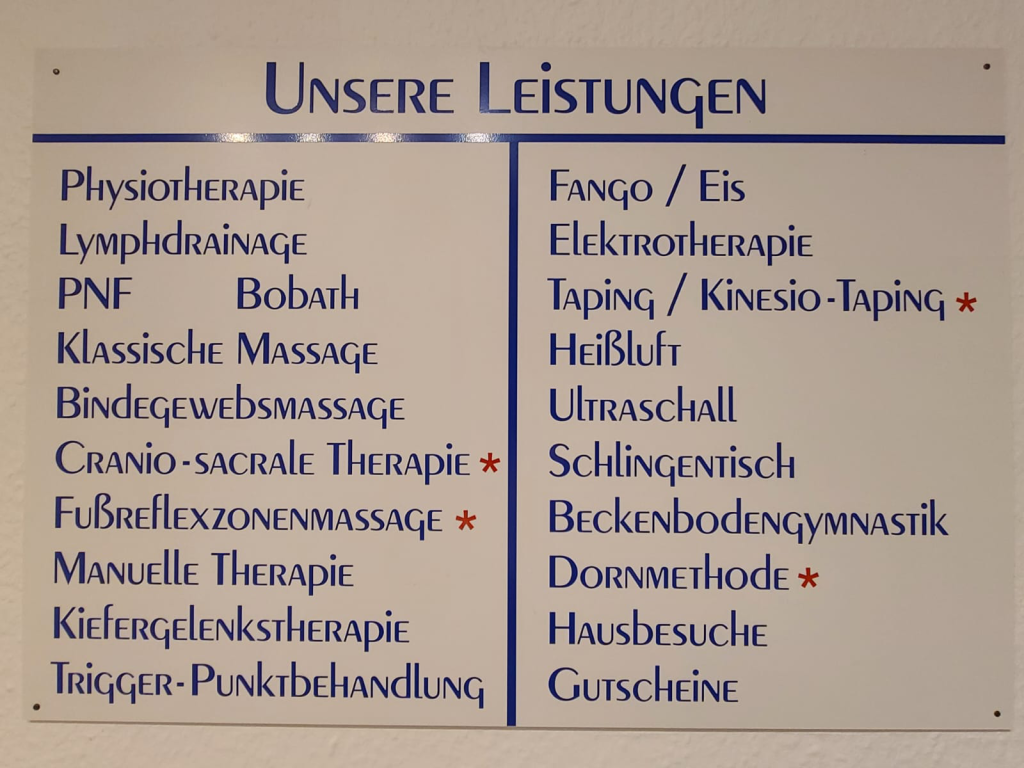 Unsere Leistungen
Physiotherapie
Lymphdrainage
PNF Bobath
Klassische Massage
Bindegewebsmassage
Cranio-sacrale Therapie *
Fußreflexzonenmassage *
Manuelle Therapie
Kiefergelenkstherapie
Trigger-Punktbehandlung
Fango / Eis
Elektrotherapie
Taping / Kinesio-Taping *
Heißluft
Ultraschall
Schlingentisch
Beckenbodengymnastik
Dornmethode *
Hausbesuche
Gutscheine